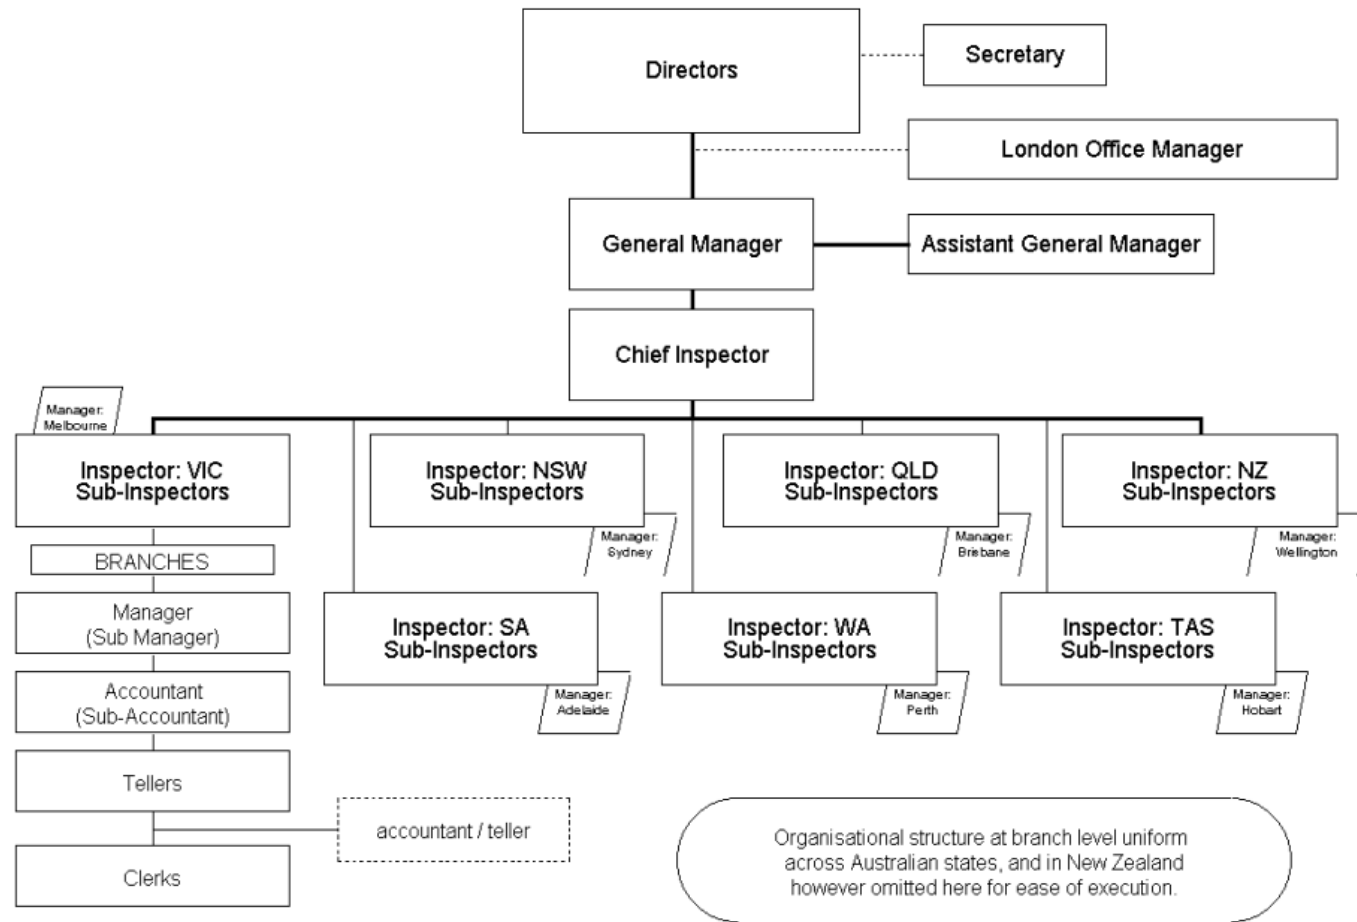 Directors
Secretary
London Office Manager
General Manager
Assistant General Manager
Chief Inspector
Manager:
Melbourne
Inspector: VIC
Sub-Inspectors
Inspector: NSW
Sub-Inspectors
Manager:
Sydney
Inspector: QLD
Sub-Inspectors
Manager:
Brisbane
Inspector: NZ
Sub-Inspectors
Manager:
Wellington
BRANCHES
Manager
(Sub Manager)
Inspector: SA
Sub-Inspectors
Manager:
Adelaide
Inspector: WA
Sub-Inspectors
Manager:
Perth
Inspector: TAS
Sub-Inspectors
Manager:
Hobart
Accountant
(Sub-Accountant)
Tellers
accountant / teller
Clerks
Organisational structure at branch level uniform
across Australian states, and in New Zealand
however omitted here for ease of execution.